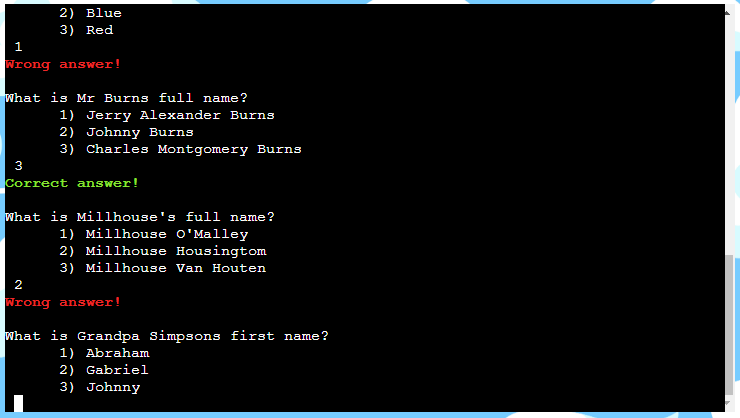 2) Blue
3) Red
1
Wrong answer!
What is Mr Burns full name?
1) Jerry Alexander Burns
2) Johnny Burns
3) Charles Montgomery Burns
3
Correct answer!
What is Millhouse's full name?
1) Millhouse O'Malley
2) Millhouse Housingtom
3) Millhouse Van Houten
2
Wrong answer!
What is Grandpa Simpsons first name?
1) Abraham
2) Gabriel
3) Johnny